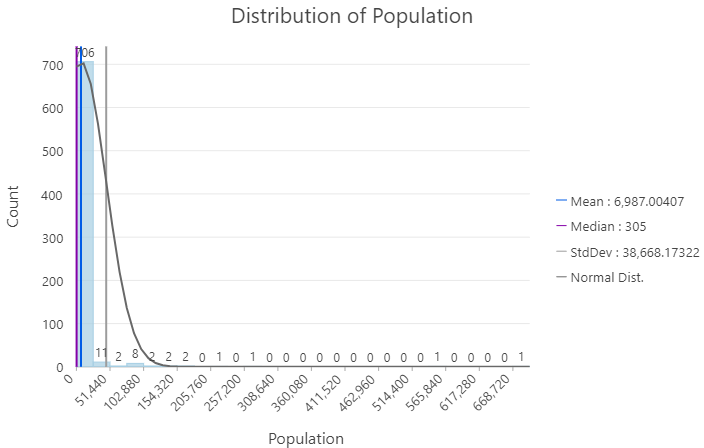 Distribution of Population
706
700
600
500
400
300
200
100
0
Count
11 2 8 2 2 2 0 1 0 1 0 0 0 0 0 0 0 0 0 0 1 0 0 0 0 1
0 51,440 102,880 154,320 205,760 257,200 308,640 360,080 411,520 462,960 514,400 565,840 617,280 668,720
Population
Mean : 6,987.00407
Median : 305
StdDev : 38,668.17322
Normal Dist.